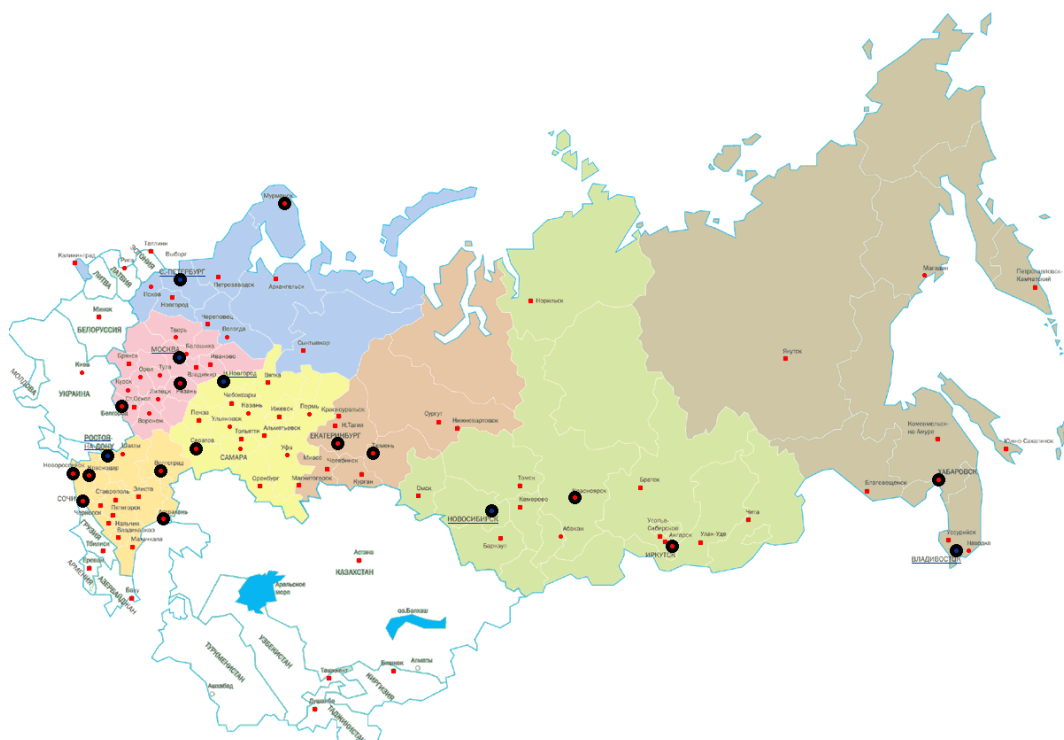 Мурманск
Таллинн
Выборг
ЭСТОНИЯ
Калининград
Рига
ЛАТВИЯ
ЛИТВА
С.-ПЕТЕРБУРГ
Петрозаводск
Архангельск
Псков
Новгород
Минск
БЕЛОРУССИЯ
Череповец
Вологда
Сыктывкар
Тверь
Балашиха
МОСКВА
Иваново
Брянск
Владимир
Н.Новгород
Вятка
Киев
Орел
Тула
Курск
Липецк
Рязань
Ст.Оскол
Белгород
Воронеж
МОЛДОВА
УКРАИНА
Чебоксары
Казань
Ижевск
Пермь
Пенза
Ульяновск
Тольятти
Альметьевск
САМАРА
Уфа
Саратов
Оренбург
Красноуральск
Н.Тагил
ЕКАТЕРИНБУРГ
Тюмень
Миасс
Челябинск
Магнитогорск
Курган
Сургут
Нижневартовск
Норильск
РОСТОВ-
НА-ДОНУ
Шахты
Новороссийск
Краснодар
Волгоград
СОЧИ
Ставрополь
Элиста
Черкесск
Пятигорск
Астрахань
Нальчик
Владикавказ
Махачкала
ГРУЗИЯ
Тбилиси
Ереван
АРМЕНИЯ
АЗЕРБАЙДЖАН
Баку
Омск
Томск
Кемерово
Красноярск
НОВОСИБИРСК
Барнаул
Абакан
Братск
Усолье-
Сибирское
Ангарск
ИРКУТСК
Улан-Удэ
Чита
Якутск
Магадан
Петропавловск-
Камчатский
Комсомольск-
на-Амуре
Южно-Сахалинск
ХАБАРОВСК
Благовещенск
Уссурийск
Находка
ВЛАДИВОСТОК
Астана
КАЗАХСТАН
Аральское
море
оз.Балхаш
УЗБЕКИСТАН
ТУРКМЕНИСТАН
Ашхабад
Ташкент
Бишкек
Алматы
КИРГИЗИЯ
Душанбе
ТАДЖИКИСТАН